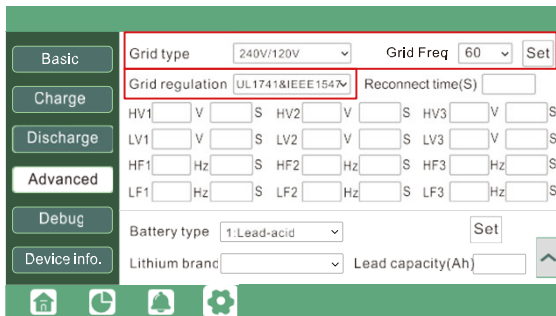 Basic
Charge
Discharge
Advanced
Debug
Device info.
Grid type 240V/120V Grid Freq 60 Set
Grid regulation UL1741&IEEE1547 Reconnect time(S)
HV1 V S HV2 V S HV3 V S
LV1 V S LV2 V S LV3 V S
HF1 Hz S HF2 Hz S HF3 Hz S
LF1 Hz S LF2 Hz S LF3 Hz S
Battery type 1:Lead-acid Set
Lithium brand Lead capacity(Ah)